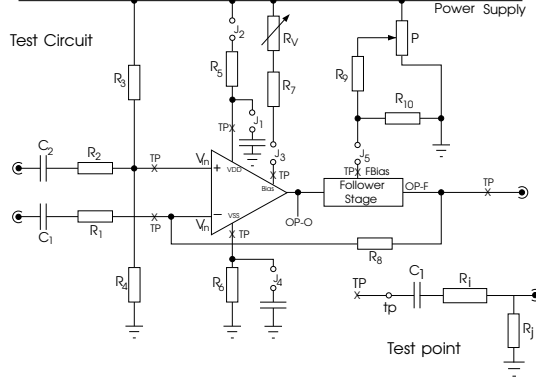 Power Supply
Test Circuit
J2
RV
P
R3
R5
R7
R9
R10
C2
R2
TP
J1
TP
J3
J5
Vin
+
VDD
Bias
TP
TP
FBias
Follower
Stage
OP-F
TP
C1
R1
TP
Vin
−
VSS
TP
OP-O
R8
R4
R6
J4
TP
tp
C1
Ri
Rj
Test point